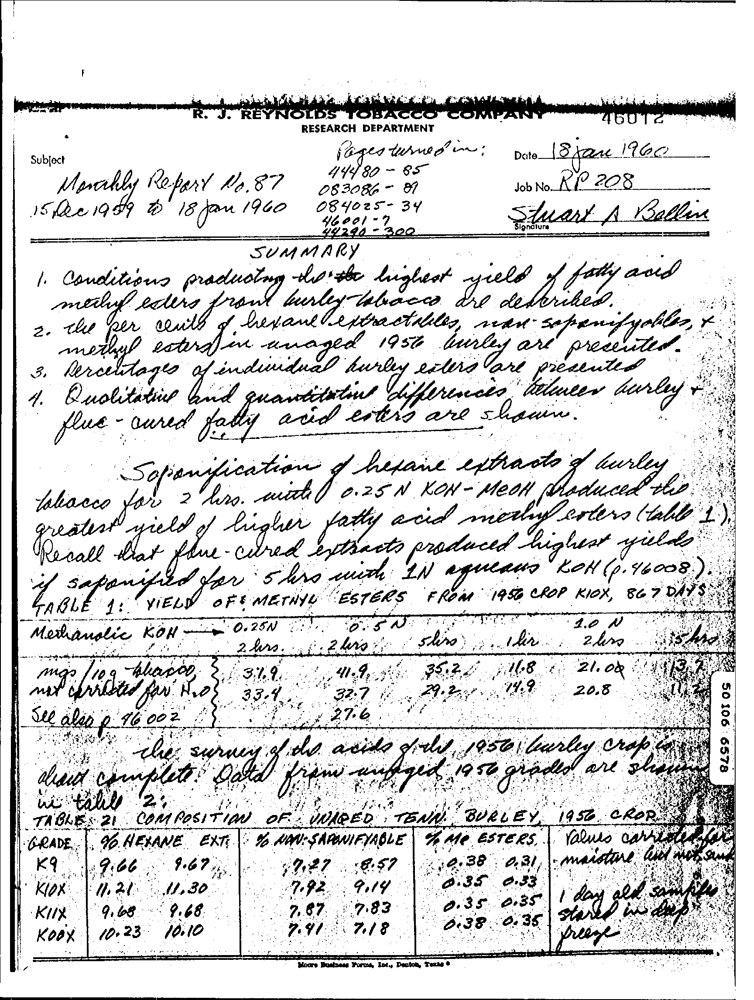 R. J. REYNOLDS TOBACCO COMPANY
46012
RESEARCH DEPARTMENT
Subject
Monthly Report No. 87
15 Dec 1959 to 18 Jan 1960
Pages turned in:
44480 - 85
083086 - 89
084025 - 34
46001 - 7
44290 - 300
Date 18 Jan 1960
Job No. RP 208
Stuart A Bellin
Signature
SUMMARY
1. Conditions producing the highest yield of fatty acid
methyl esters from burley tobacco are described.
2. The per cents of hexane extractables, non-saponifyables, +
methyl esters in unaged 1956 burley are presented.
3. Percentages of individual burley esters are presented
4. Qualitative and quantitative differences between burley +
flue-cured fatty acid esters are shown.
Saponification of hexane extracts of burley
tobacco for 2 hrs. with 0.25 N KOH-MeOH produced the
greatest yield of higher fatty acid methyl esters (table 1).
Recall that flue-cured extracts produced highest yields
if saponified for 5 hrs with 1N aqueous KOH (p. 46008).
TABLE 1: YIELD OF METHYL ESTERS FROM 1956 CROP K10X, 867 DAYS
Methanolic KOH → 0.25N 0.5N 1.0 N
2 hrs. 2 hrs. 5 hrs 1 hr 2 hrs 5 hrs
mgs/10g tobacco, 37.9 41.9 35.2 11.8 21.00 13.7
not corrected for H2O 33.4 32.7 29.2 14.9 20.8
See also p 46002 27.6
The survey of the acids of the 1956 burley crop is
about complete. Data from unaged 1956 grades are shown
in table 2:
TABLE 2: COMPOSITION OF UNAGED TENN. BURLEY, 1956 CROP
GRADE % HEXANE EXT. % NON-SAPONIFYABLE % Me ESTERS Values corrected for
K9 9.66 9.67 7.27 8.57 0.38 0.31 moisture but not sand
K10X 11.21 11.30 7.92 9.14 0.35 0.33
K11X 9.68 9.68 7.87 7.83 0.35 0.35 1 day old samples
K00X 10.23 10.10 7.41 7.18 0.38 0.35 stored in deep
freeze
50106 6578
Moore Business Forms, Inc., Denton, Texas